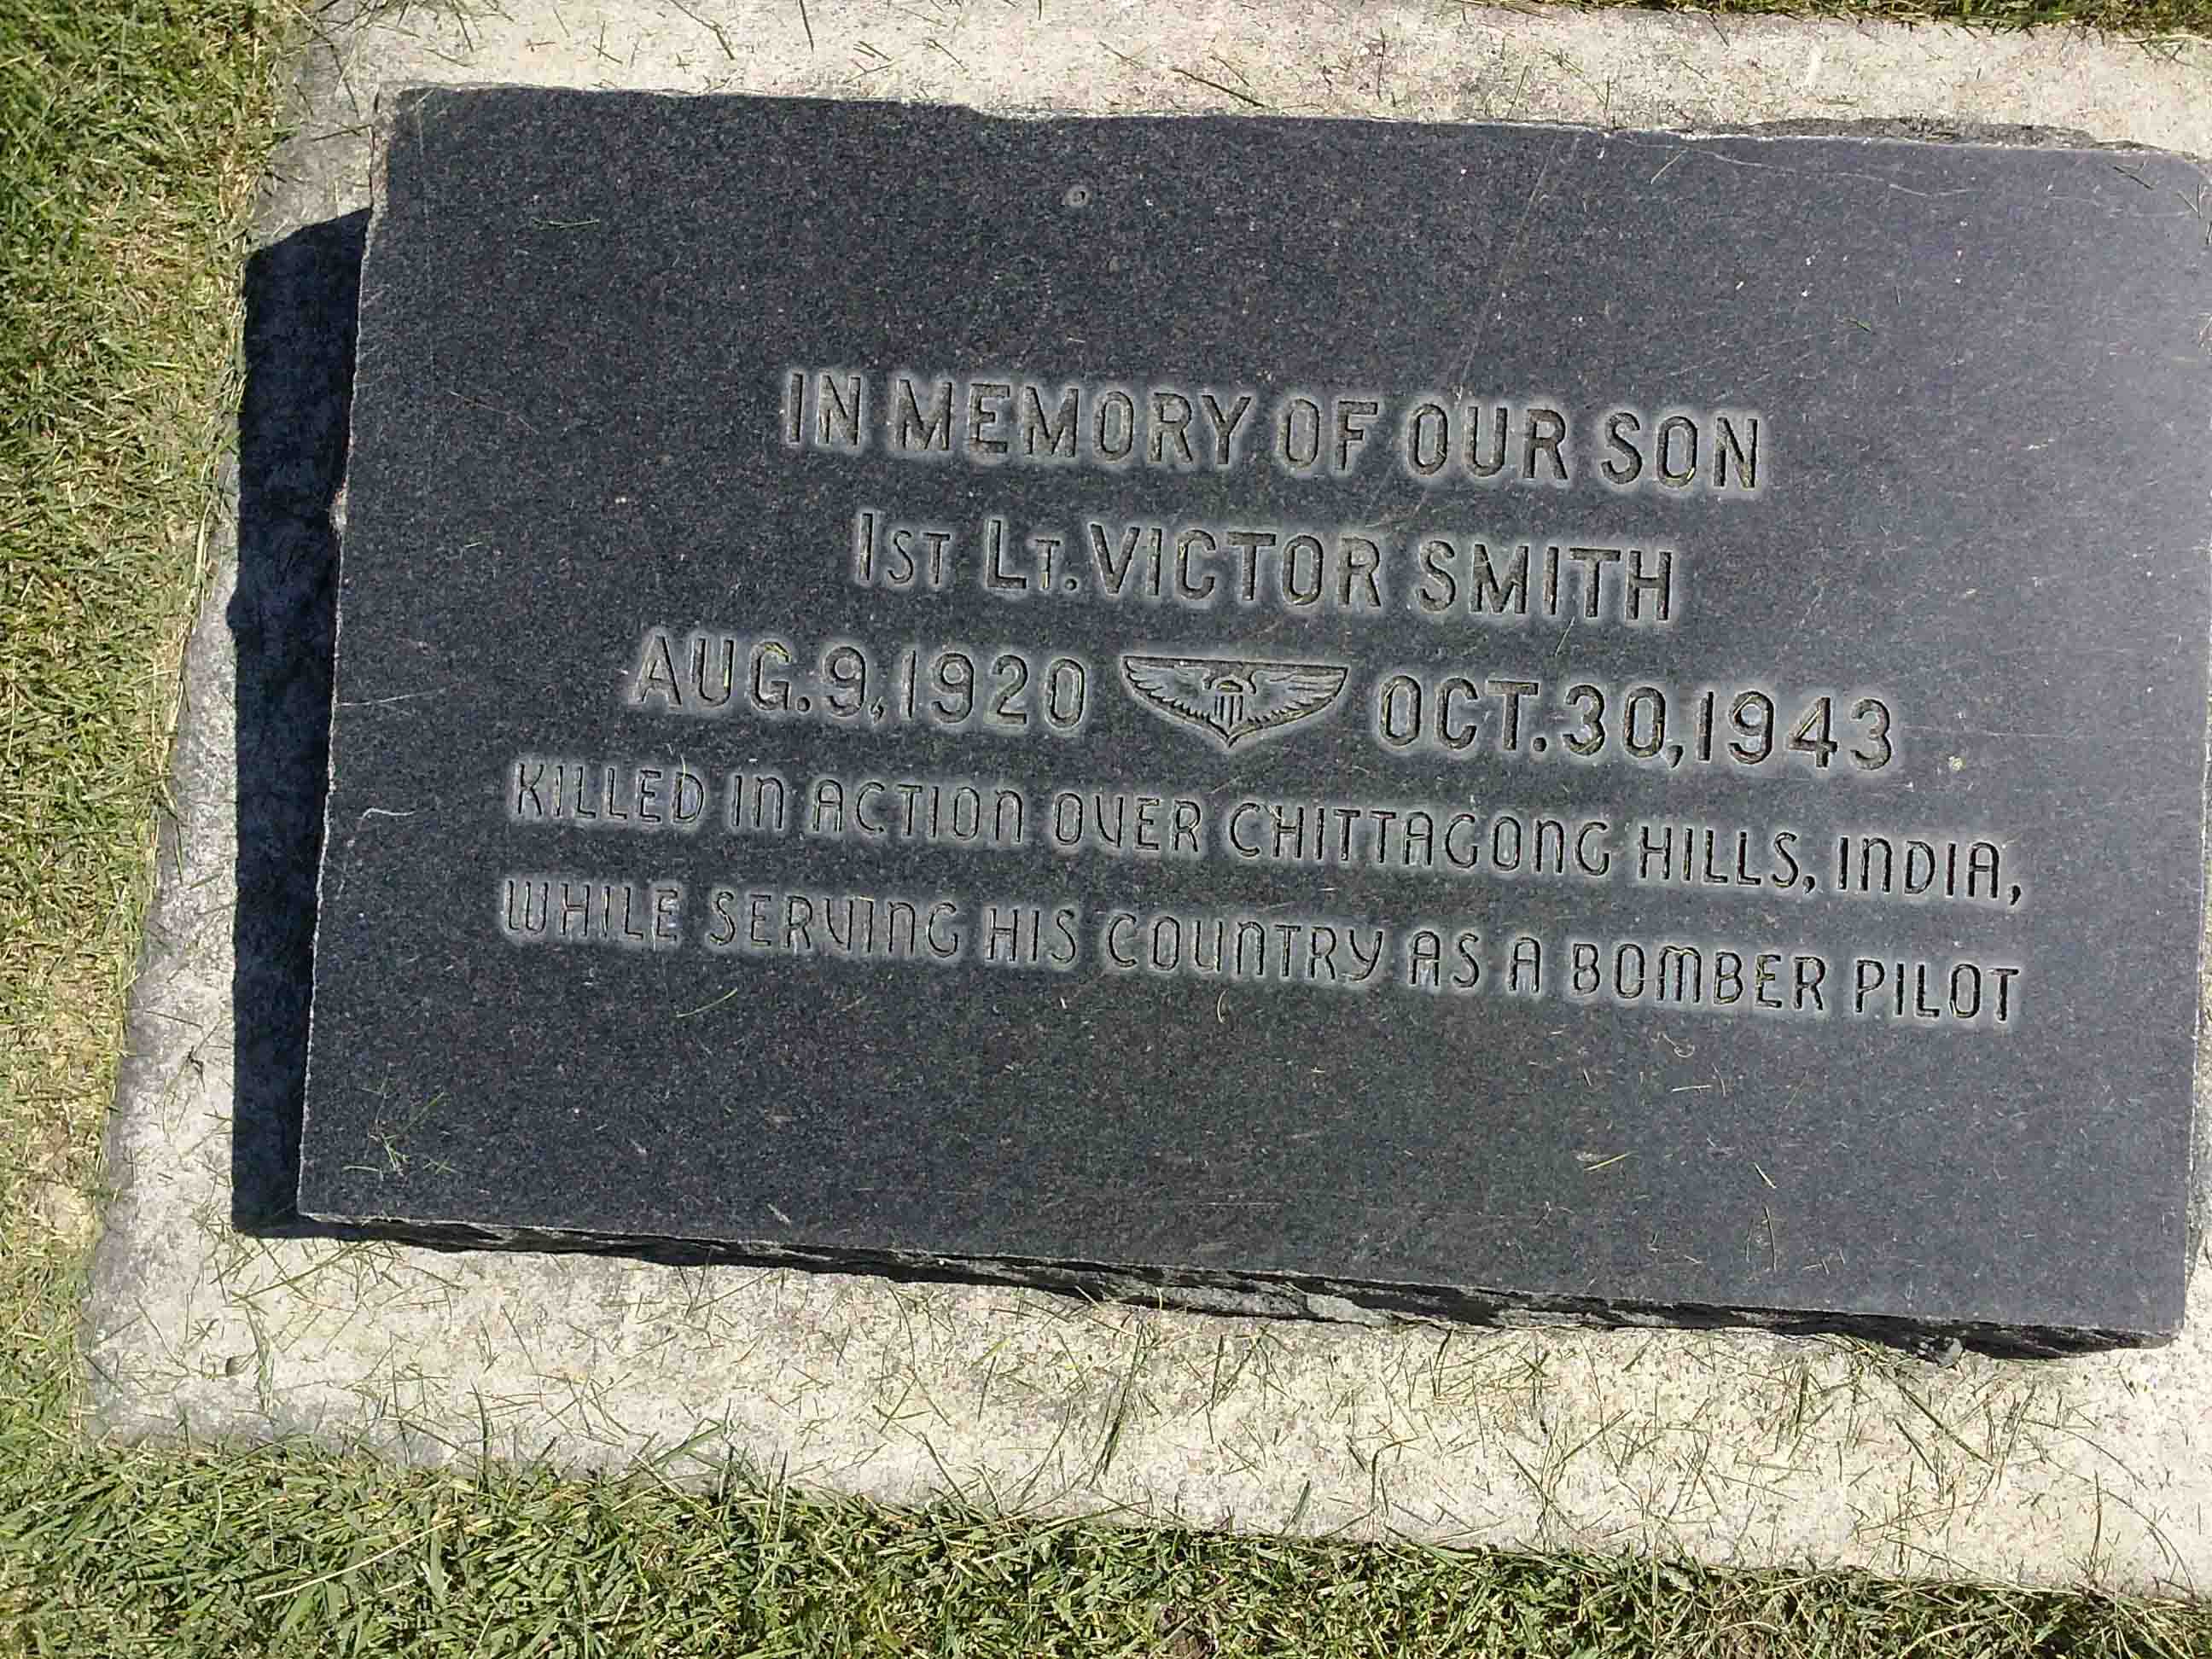 IN MEMORY OF OUR SON
1ST LT. VICTOR SMITH
AUG. 9, 1920 OCT. 30, 1943
KILLED IN ACTION OVER CHITTAGONG HILLS, INDIA,
WHILE SERVING HIS COUNTRY AS A BOMBER PILOT